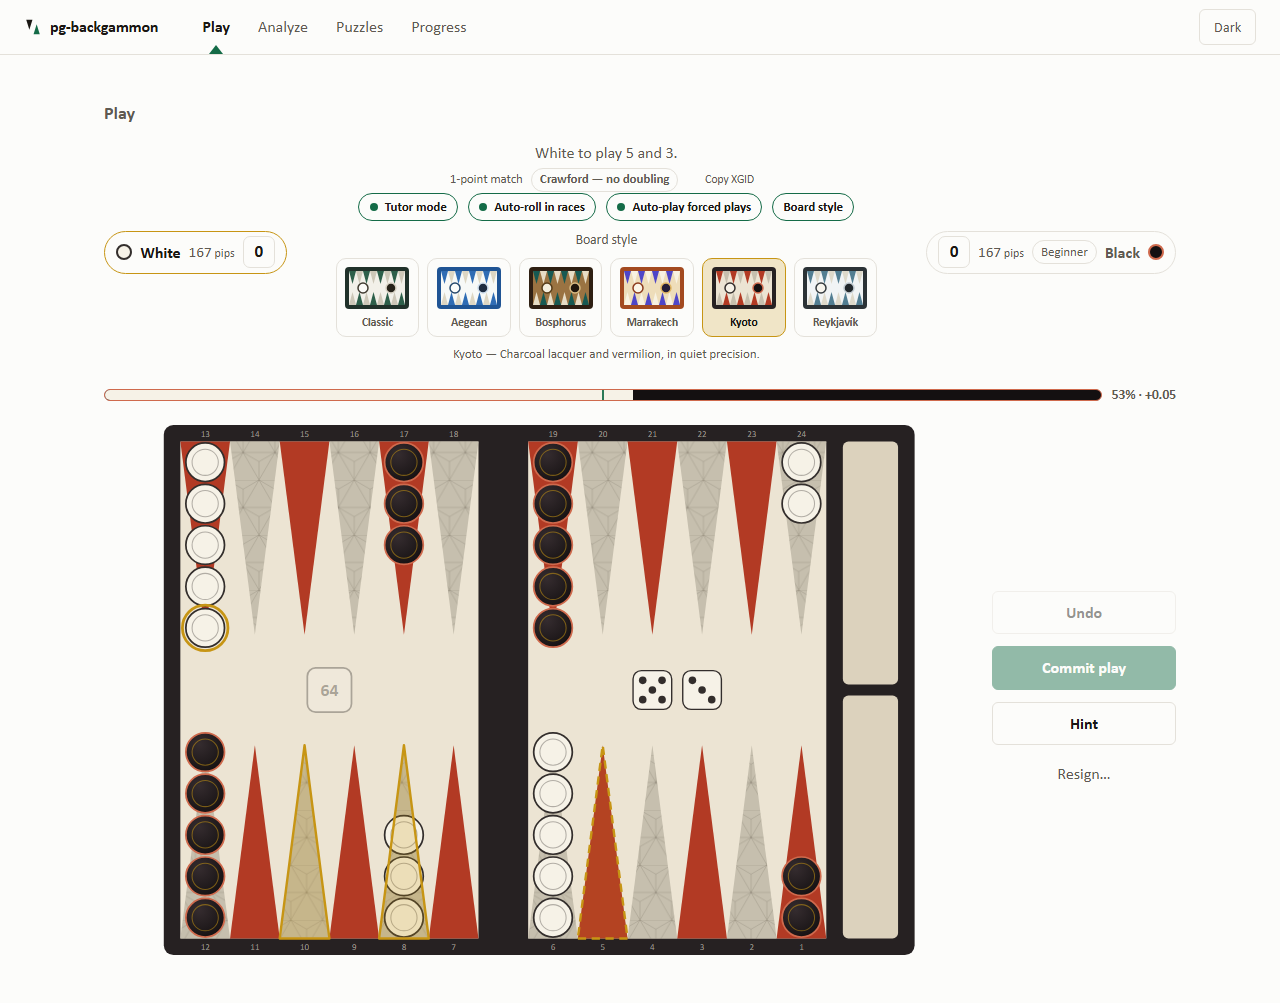 pg-backgammon Play Analyze Puzzles Progress Dark
Play
White to play 5 and 3.
1-point match Crawford — no doubling Copy XGID
Tutor mode Auto-roll in races Auto-play forced plays Board style
White 167 pips 0
Board style
0 167 pips Beginner Black
Classic Aegean Bosphorus Marrakech Kyoto Reykjavík
Kyoto — Charcoal lacquer and vermilion, in quiet precision.
53% · +0.05
13 14 15 16 17 18 19 20 21 22 23 24
64
Undo
Commit play
Hint
Resign...
12 11 10 9 8 7 6 5 4 3 2 1